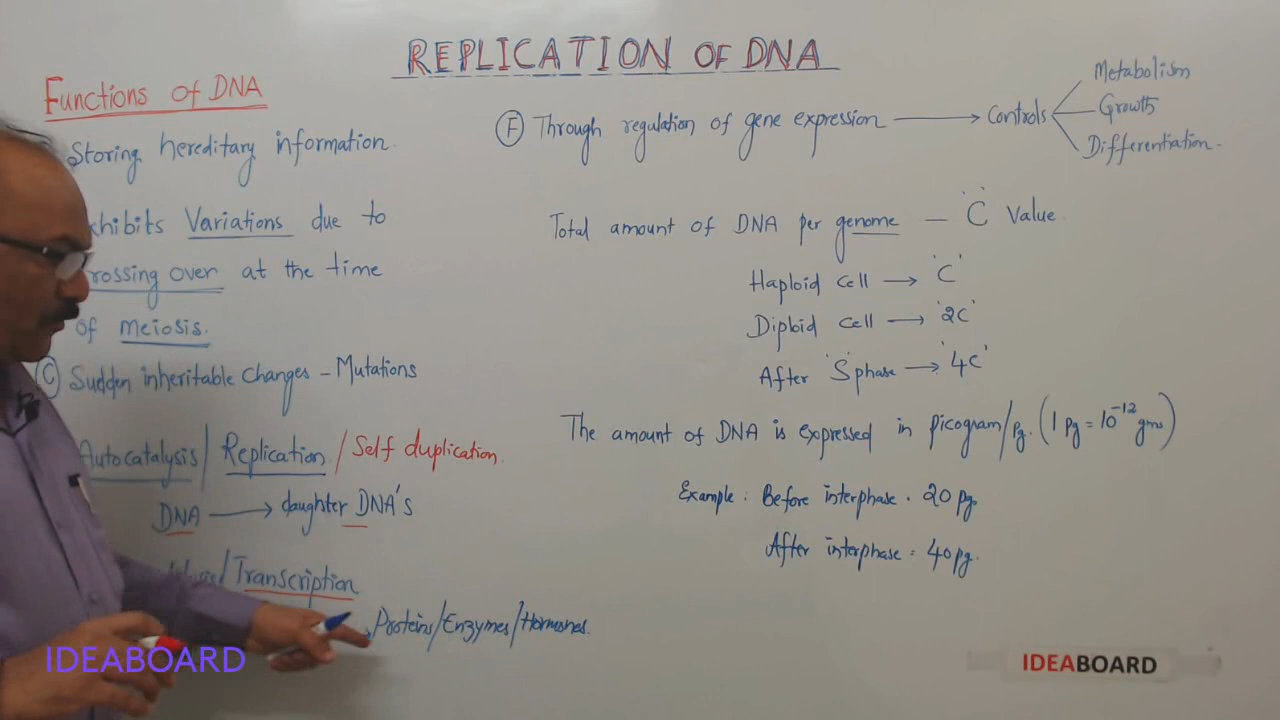 REPLICATION OF DNA
Functions of DNA
Storing hereditary information.
hibits Variations due to
rossing over at the time
of meiosis.
(C) Sudden inheritable changes - Mutations
Autocatalysis / Replication / Self duplication.
DNA → daughter DNA's
/ Transcription
Proteins/Enzymes/Hormones.
(F) Through regulation of gene expression → Controls
Metabolism
Growth
Differentiation.
Total amount of DNA per genome - 'C' Value
Haploid cell → 'C'
Diploid cell → '2C'
After 'S' phase → '4C'
The amount of DNA is expressed in picogram/pg. (1 pg = 10⁻¹² gms)
Example : Before interphase = 20 pg.
After interphase = 40 pg.
IDEABOARD
IDEABOARD